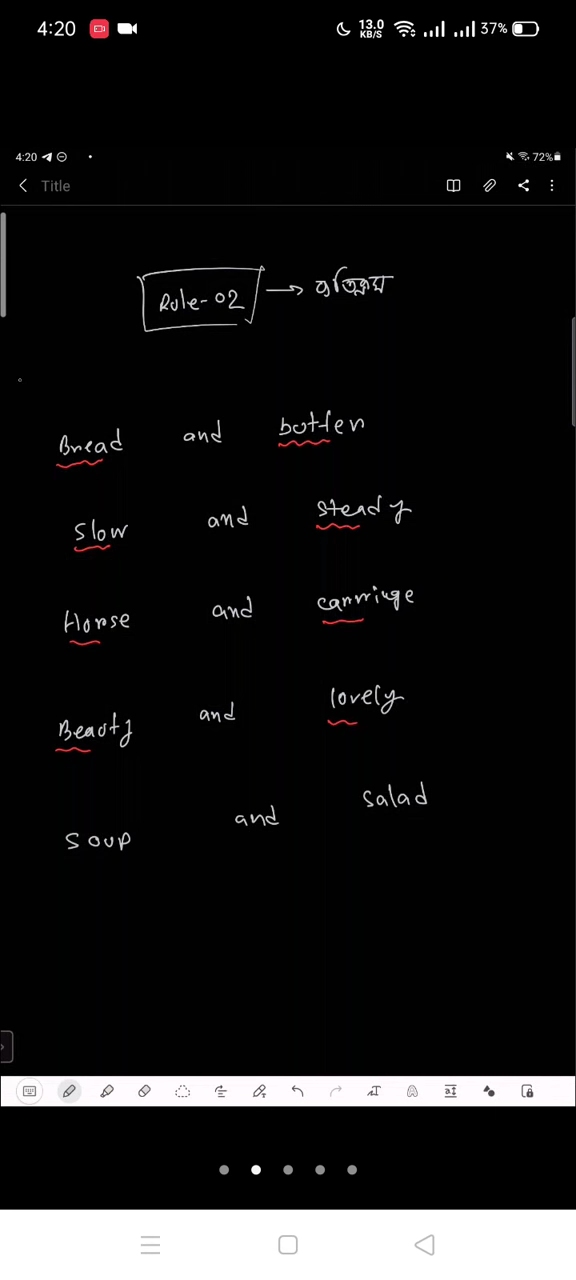 4:20 13.0 KB/S 37%
4:20 72%
Title
Rule-02 → ব্যতিক্রম
Bread and butter
Slow and steady
Horse and carriage
Beauty and lovely
Soup and salad